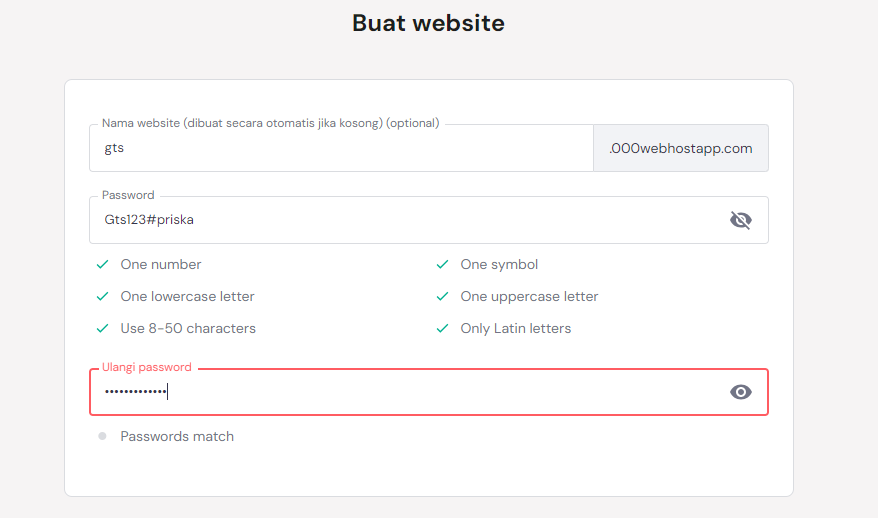 Buat website
Nama website (dibuat secara otomatis jika kosong) (optional)
gts .000webhostapp.com
Password
Gts123#priska
One number One symbol
One lowercase letter One uppercase letter
Use 8-50 characters Only Latin letters
Ulangi password
•••••••••••••
Passwords match